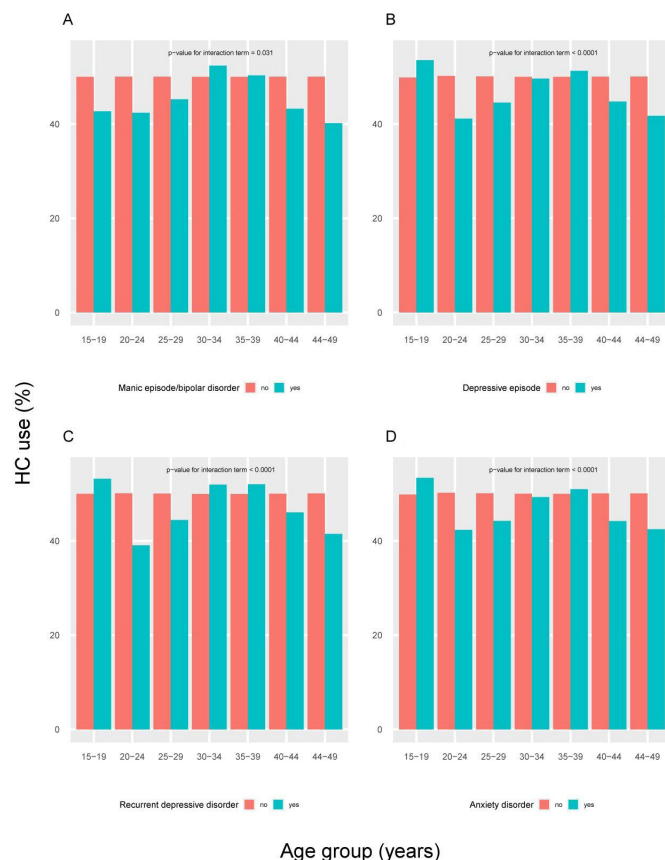 A
p-value for interaction term = 0.031
40
20
0
15-19 20-24 25-29 30-34 35-39 40-44 44-49
Manic episode/bipolar disorder no yes
B
p-value for interaction term < 0.0001
40
20
0
15-19 20-24 25-29 30-34 35-39 40-44 44-49
Depressive episode no yes
HC use (%)
C
p-value for interaction term < 0.0001
40
20
0
15-19 20-24 25-29 30-34 35-39 40-44 44-49
Recurrent depressive disorder no yes
D
p-value for interaction term < 0.0001
40
20
0
15-19 20-24 25-29 30-34 35-39 40-44 44-49
Anxiety disorder no yes
Age group (years)